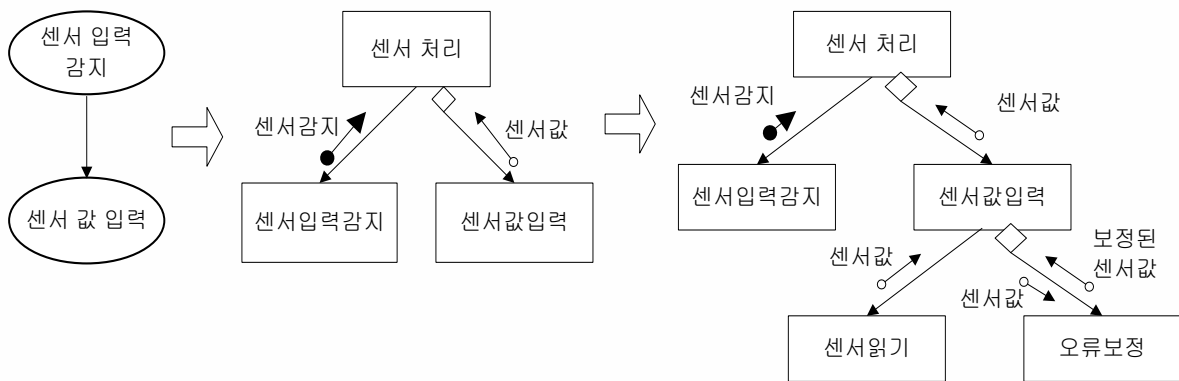 센서 입력
감지
센서 값 입력
센서 처리
센서감지
센서값
센서입력감지
센서값입력
센서 처리
센서감지
센서값
센서입력감지
센서값입력
센서값
보정된
센서값
센서값
센서읽기
오류보정